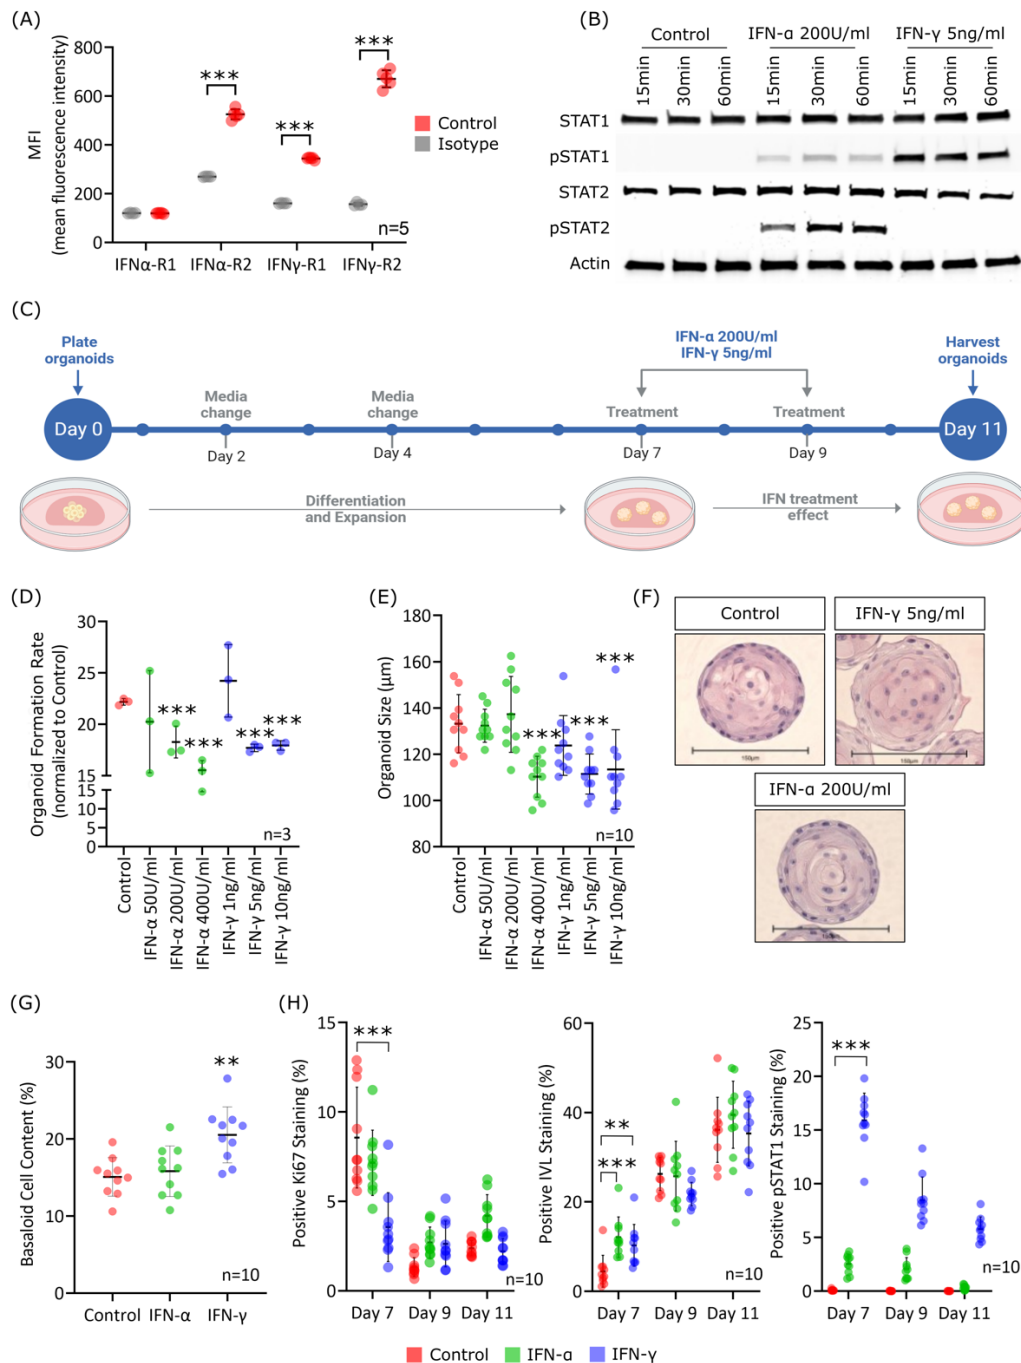 (A)
MFI
(mean fluorescence intensity)
800
600
400
200
0
***
***
***
Control
Isotype
n=5
IFNα-R1
IFNα-R2
IFNγ-R1
IFNγ-R2
(B)
Control
IFN-α 200U/ml
IFN-γ 5ng/ml
15min
30min
60min
15min
30min
60min
15min
30min
60min
STAT1
pSTAT1
STAT2
pSTAT2
Actin
(C)
Plate
organoids
IFN-α 200U/ml
IFN-γ 5ng/ml
Harvest
organoids
Media
change
Media
change
Treatment
Treatment
Day 0
Day 11
Day 2
Day 4
Day 7
Day 9
Differentiation
and Expansion
IFN treatment
effect
(D)
Organoid Formation Rate
(normalized to Control)
30
25
20
15
15
10
5
0
***
***
***
***
n=3
Control
IFN-α 50U/ml
IFN-α 200U/ml
IFN-α 400U/ml
IFN-γ 1ng/ml
IFN-γ 5ng/ml
IFN-γ 10ng/ml
(E)
Organoid Size (μm)
180
160
140
120
100
80
***
***
***
n=10
Control
IFN-α 50U/ml
IFN-α 200U/ml
IFN-α 400U/ml
IFN-γ 1ng/ml
IFN-γ 5ng/ml
IFN-γ 10ng/ml
(F)
Control
IFN-γ 5ng/ml
150μm
150μm
IFN-α 200U/ml
(G)
Basaloid Cell Content (%)
30
20
10
0
**
n=10
Control
IFN-α
IFN-γ
(H)
Positive Ki67 Staining (%)
15
10
5
0
***
n=10
Day 7
Day 9
Day 11
Positive IVL Staining (%)
60
40
20
0
**
***
n=10
Day 7
Day 9
Day 11
Positive pSTAT1 Staining (%)
25
20
15
10
5
0
***
n=10
Day 7
Day 9
Day 11
Control
IFN-α
IFN-γ